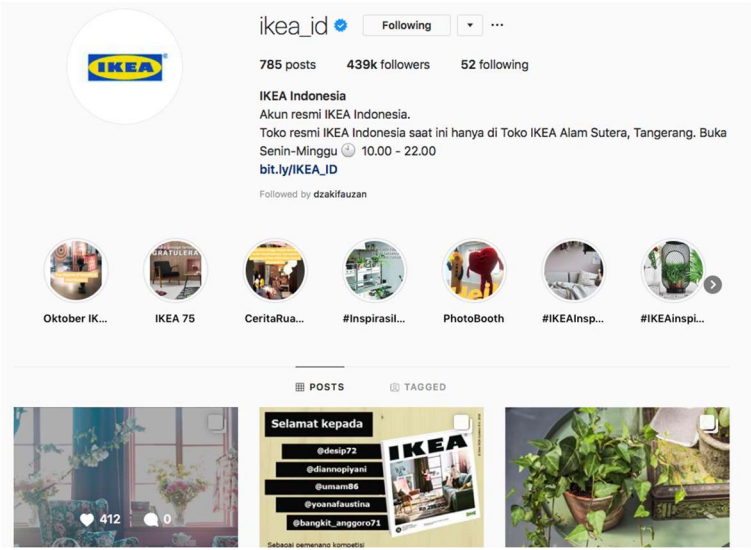 IKEA
ikea_id Following
785 posts 439k followers 52 following
IKEA Indonesia
Akun resmi IKEA Indonesia.
Toko resmi IKEA Indonesia saat ini hanya di Toko IKEA Alam Sutera, Tangerang. Buka
Senin-Minggu 10.00 - 22.00
bit.ly/IKEA_ID
Followed by dzakifauzan
GRATULERA
Oktober IK... IKEA 75 CeritaRua... #Inspirasil... PhotoBooth #IKEAInsp... #IKEAinspi...
POSTS TAGGED
412 0
Selamat kepada
@desip72
@diannopiyani
@umam86
@yoanafaustina
@bangkit_anggoro71
IKEA
Sebagai pemenang kompetisi